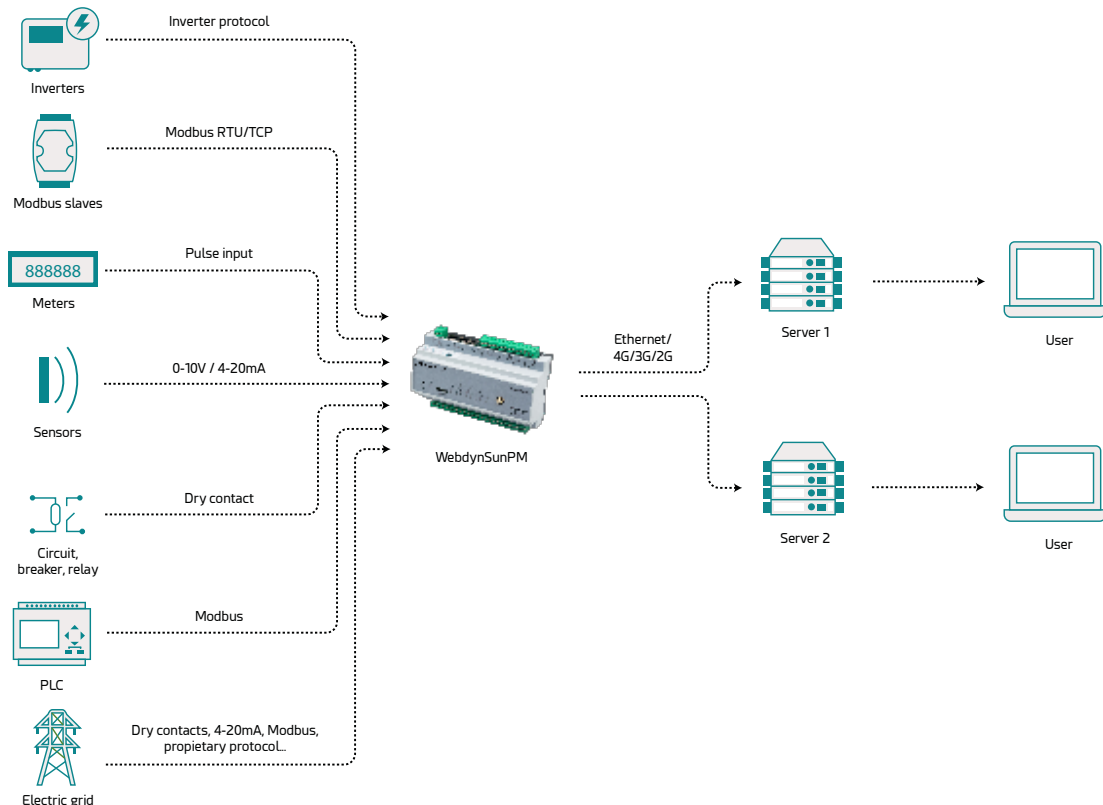 Inverter protocol
Inverters
Modbus RTU/TCP
Modbus slaves
Pulse input
888888
Meters
0-10V / 4-20mA
Sensors
Dry contact
Circuit,
breaker, relay
Modbus
PLC
Dry contacts, 4-20mA, Modbus,
propietary protocol...
Electric grid
WebdynSunPM
Ethernet/
4G/3G/2G
Server 1
User
Server 2
User